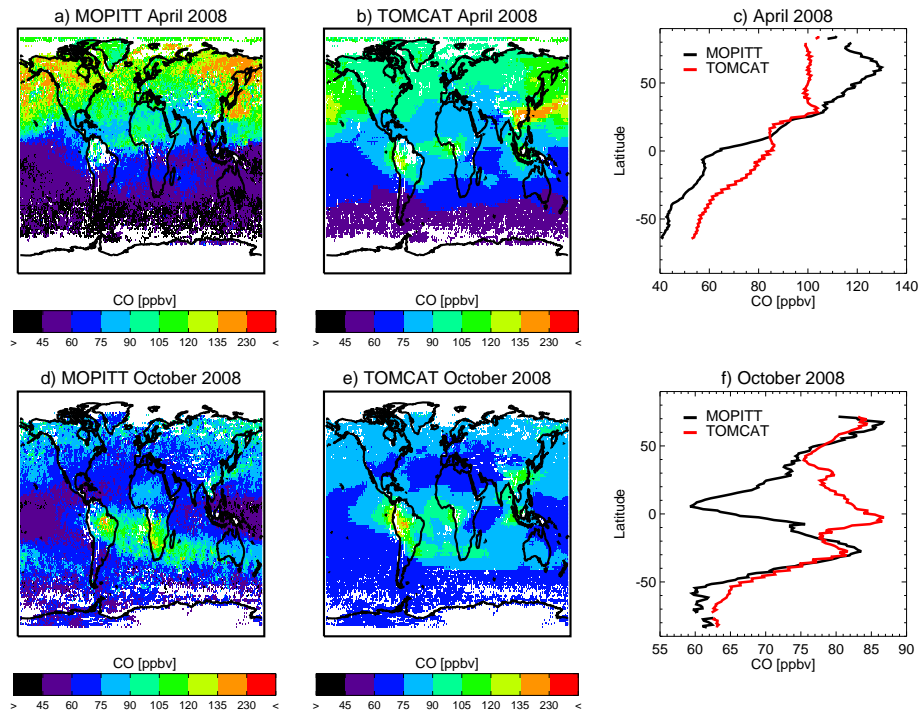 a) MOPITT April 2008
b) TOMCAT April 2008
c) April 2008
MOPITT
TOMCAT
50
0
-50
Latitude
40 60 80 100 120 140
CO [ppbv]
CO [ppbv]
> 45 60 75 90 105 120 135 230 <
CO [ppbv]
> 45 60 75 90 105 120 135 230 <
d) MOPITT October 2008
e) TOMCAT October 2008
f) October 2008
MOPITT
TOMCAT
50
0
-50
Latitude
55 60 65 70 75 80 85 90
CO [ppbv]
CO [ppbv]
> 45 60 75 90 105 120 135 230 <
CO [ppbv]
> 45 60 75 90 105 120 135 230 <